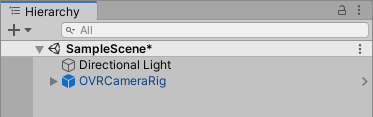 Hierarchy
All
SampleScene*
Directional Light
OVRCameraRig